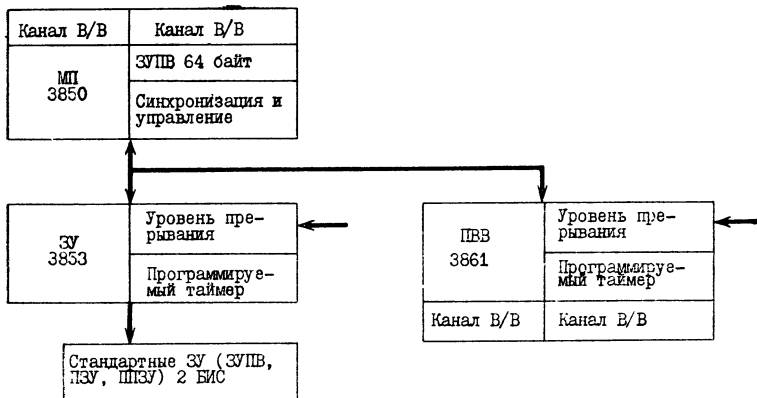 Канал В/В
Канал В/В
МП
3850
ЗУПВ 64 байт
Синхронизация и
управление
ЗУ
3853
Уровень пре-
рывания
Программируе-
мый таймер
ПВВ
3861
Уровень пре-
рывания
Программируе-
мый таймер
Канал В/В
Канал В/В
Стандартные ЗУ (ЗУПВ,
ПЗУ, ППЗУ) 2 БИС